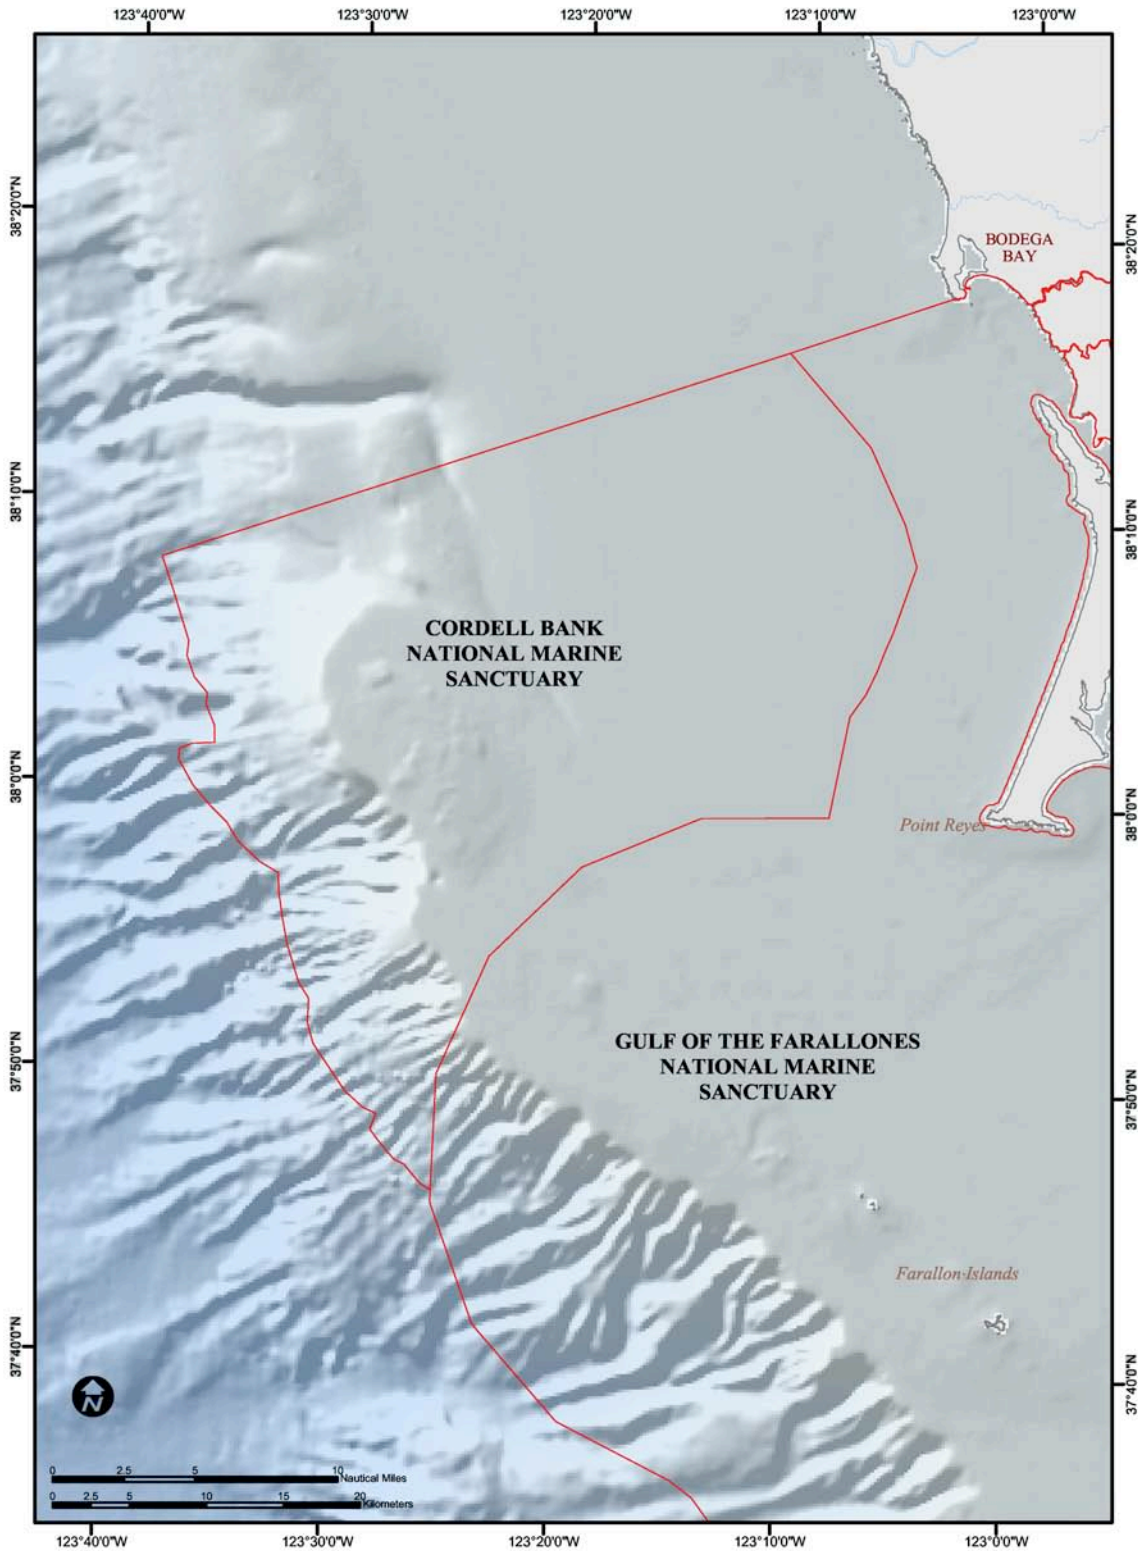 123°40'0"W 123°30'0"W 123°20'0"W 123°10'0"W 123°0'0"W
38°20'0"N
38°20'0"N
BODEGA
BAY
38°10'0"N
38°10'0"N
CORDELL BANK
NATIONAL MARINE
SANCTUARY
38°0'0"N
38°0'0"N
Point Reyes
GULF OF THE FARALLONES
NATIONAL MARINE
SANCTUARY
37°50'0"N
37°50'0"N
Farallon Islands
37°40'0"N
37°40'0"N
N
0 2.5 5 10
Nautical Miles
0 2.5 5 10 15 20
Kilometers
123°40'0"W 123°30'0"W 123°20'0"W 123°10'0"W 123°0'0"W